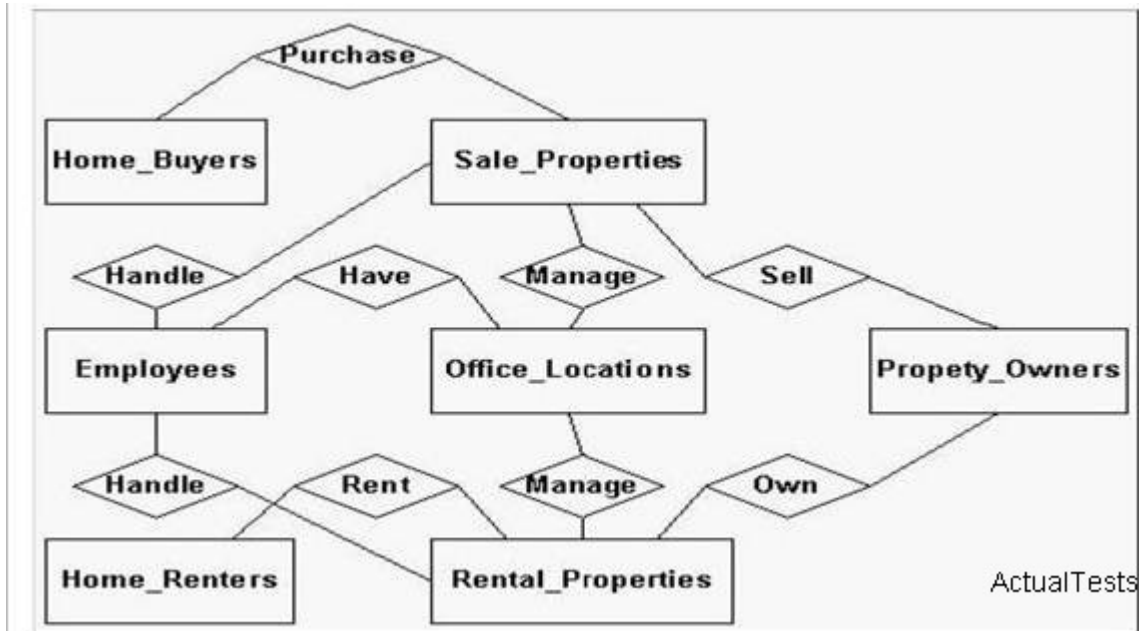 Purchase
Home_Buyers
Sale_Properties
Handle
Have
Manage
Sell
Employees
Office_Locations
Propety_Owners
Handle
Rent
Manage
Own
Home_Renters
Rental_Properties
ActualTests